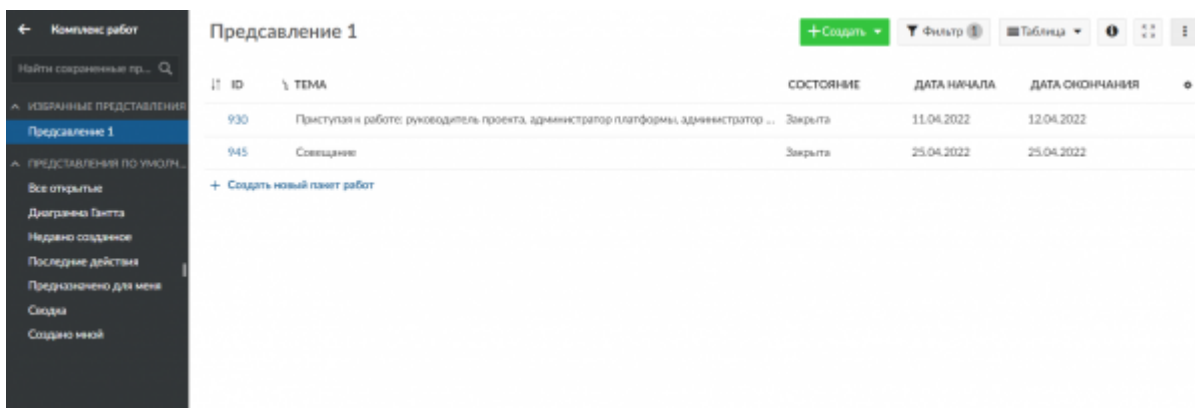 Комплекс работ
Найти сохраненные пр...
ИЗБРАННЫЕ ПРЕДСТАВЛЕНИЯ
Предсавление 1
ПРЕДСТАВЛЕНИЯ ПО УМОЛЧ...
Все открытые
Диаграмма Гантта
Недавно созданное
Последние действия
Предназначено для меня
Сводка
Создано мной
Предсавление 1
+ Создать
Фильтр 1
Таблица
ID ТЕМА СОСТОЯНИЕ ДАТА НАЧАЛА ДАТА ОКОНЧАНИЯ
930 Приступая к работе: руководитель проекта, администратор платформы, администратор ... Закрыта 11.04.2022 12.04.2022
945 Совещание Закрыта 25.04.2022 25.04.2022
+ Создать новый пакет работ